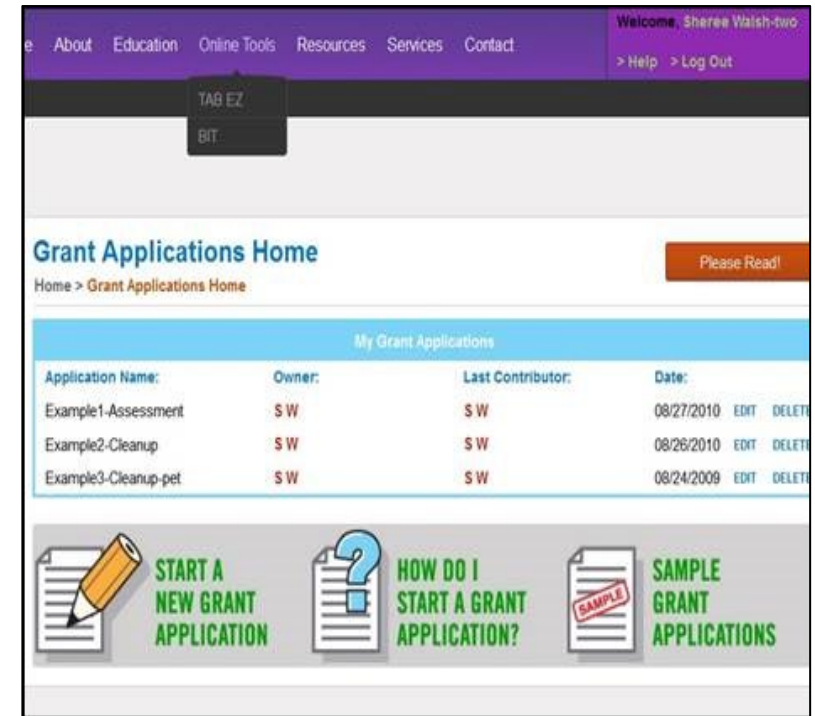 e About Education Online Tools Resources Services Contact
Welcome, Sheree Walsh-two
> Help > Log Out
TAB EZ
BIT
Grant Applications Home
Please Read!
Home > Grant Applications Home
My Grant Applications
Application Name: Owner: Last Contributor: Date:
Example1-Assessment S W S W 08/27/2010 EDIT DELETE
Example2-Cleanup S W S W 08/26/2010 EDIT DELETE
Example3-Cleanup-pet S W S W 08/24/2009 EDIT DELETE
START A
NEW GRANT
APPLICATION
HOW DO I
START A GRANT
APPLICATION?
SAMPLE
SAMPLE
GRANT
APPLICATIONS